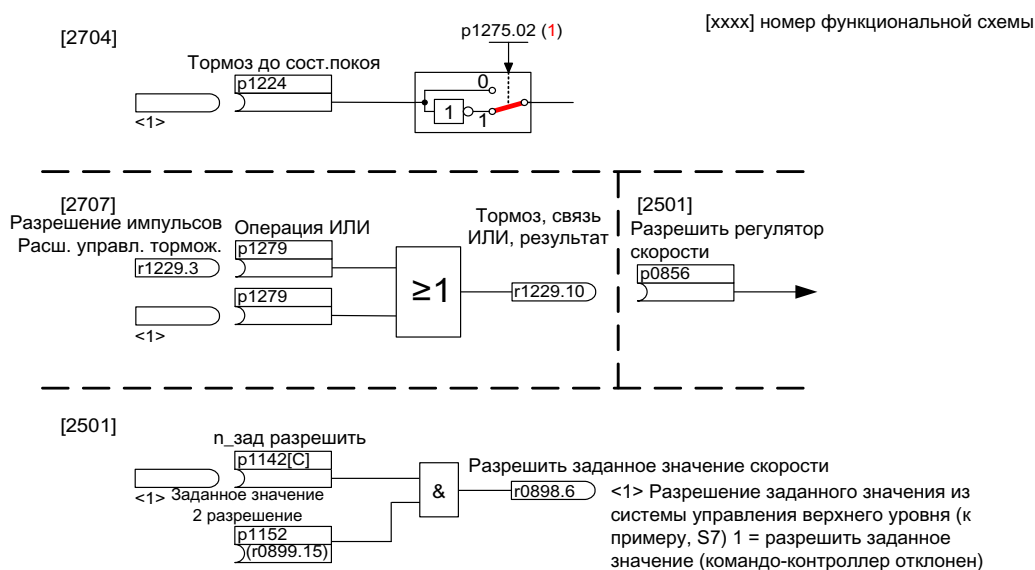 [xxxx] номер функциональной схемы
[2704]
p1275.02 (1)
Тормоз до сост.покоя
p1224
<1>
0
1
1
[2707]
Разрешение импульсов
Расш. управл. тормож.
r1229.3
Операция ИЛИ
p1279
p1279
<1>
≥1
Тормоз, связь
ИЛИ, результат
r1229.10
[2501]
Разрешить регулятор
скорости
p0856
[2501]
n_зад разрешить
p1142[C]
<1>
Заданное значение
2 разрешение
p1152
(r0899.15)
&
Разрешить заданное значение скорости
r0898.6
<1> Разрешение заданного значения из
системы управления верхнего уровня (к
примеру, S7) 1 = разрешить заданное
значение (командо-контроллер отклонен)